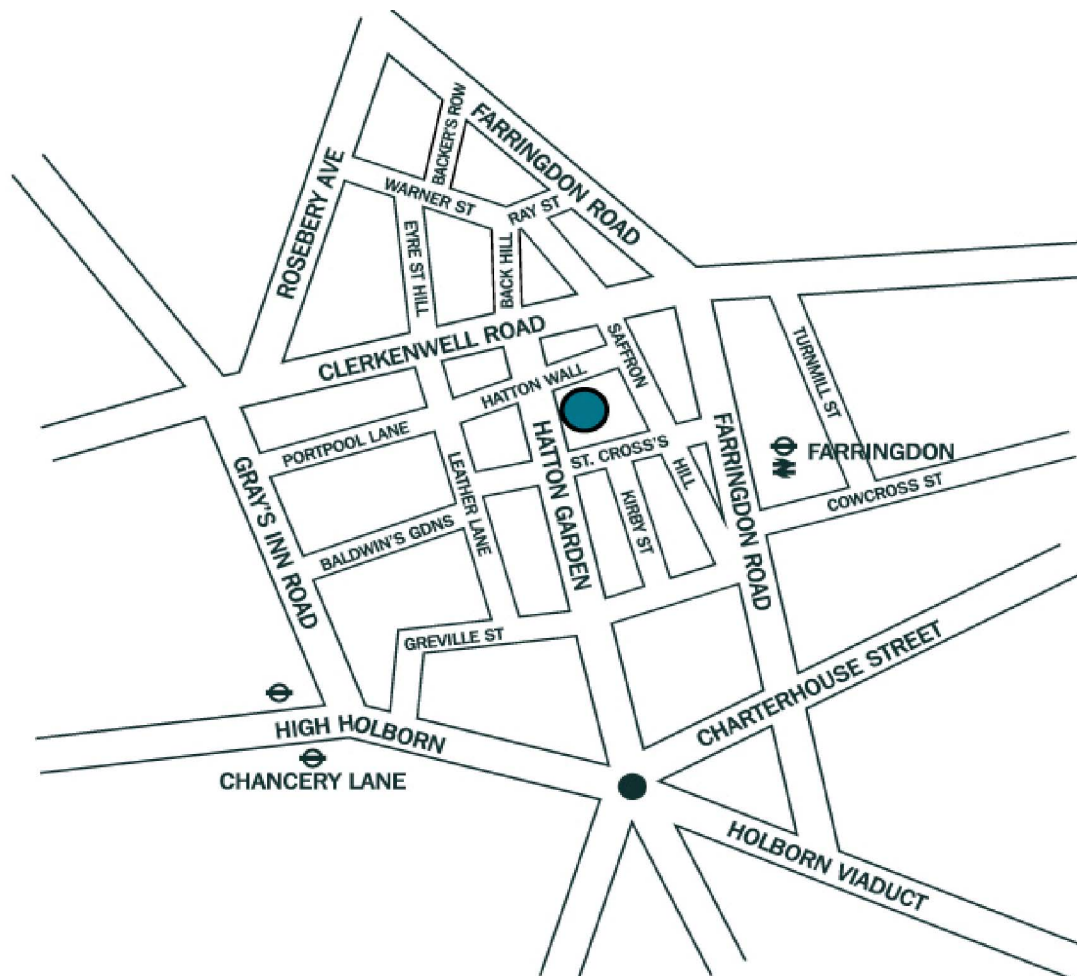 BACKER'S ROW
FARRINGDON ROAD
ROSEBERY AVE
WARNER ST
RAY ST
EYRE ST HILL
BACK HILL
CLERKENWELL ROAD
SAFFRON
TURNMILL ST
HATTON WALL
PORTPOOL LANE
ST. CROSS'S
HILL
FARRINGDON
GRAY'S INN ROAD
LEATHER LANE
HATTON GARDEN
KIRBY ST
FARRINGDON ROAD
COWCROSS ST
BALDWIN'S GDNS
GREVILLE ST
CHARTERHOUSE STREET
HIGH HOLBORN
CHANCERY LANE
HOLBORN VIADUCT